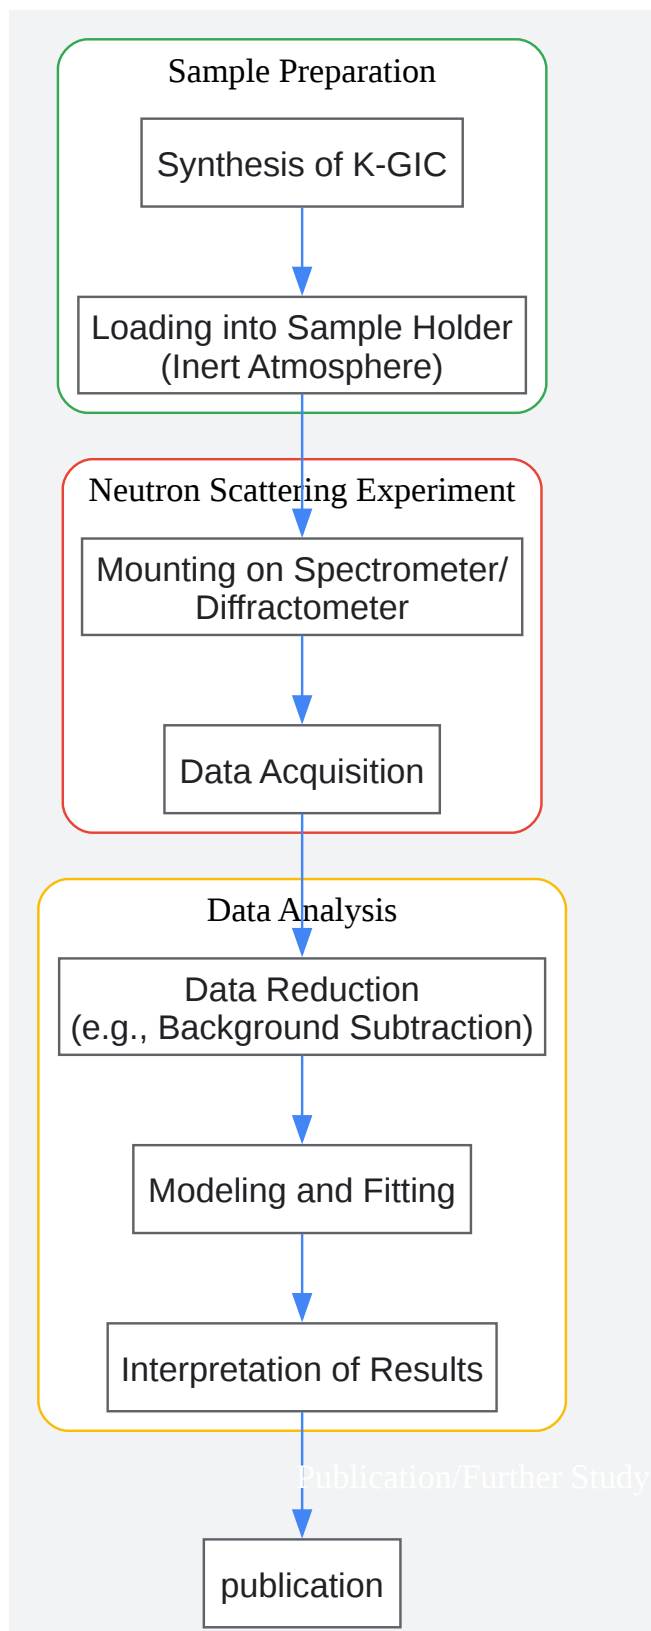 Sample Preparation
Synthesis of K-GIC
Loading into Sample Holder
(Inert Atmosphere)
Neutron Scattering Experiment
Mounting on Spectrometer/
Diffractometer
Data Acquisition
Data Analysis
Data Reduction
(e.g., Background Subtraction)
Modeling and Fitting
Interpretation of Results
Publication/Further Study
publication